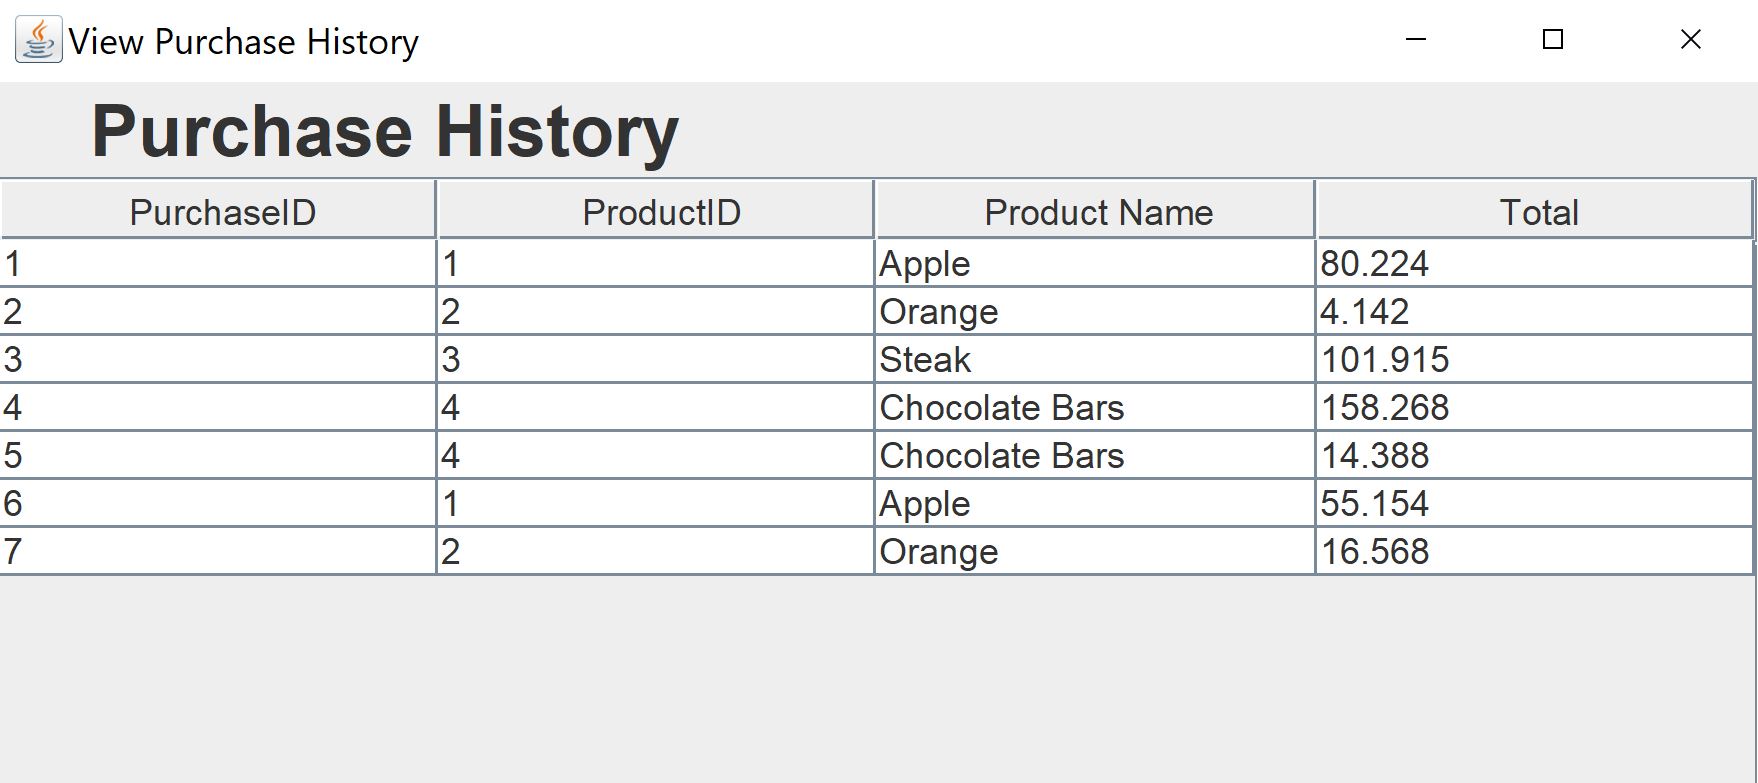 View Purchase History
Purchase History
PurchaseID ProductID Product Name Total
1 1 Apple 80.224
2 2 Orange 4.142
3 3 Steak 101.915
4 4 Chocolate Bars 158.268
5 4 Chocolate Bars 14.388
6 1 Apple 55.154
7 2 Orange 16.568